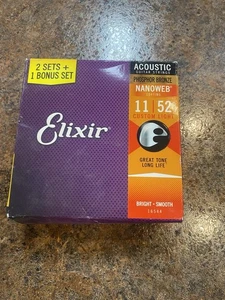 2 SETS +
1 BONUS SET
Elixir
ACOUSTIC
GUITAR STRINGS
PHOSPHOR BRONZE
NANOWEB
11 52
CUSTOM LIGHT
GREAT TONE
LONG LIFE
BRIGHT • SMOOTH